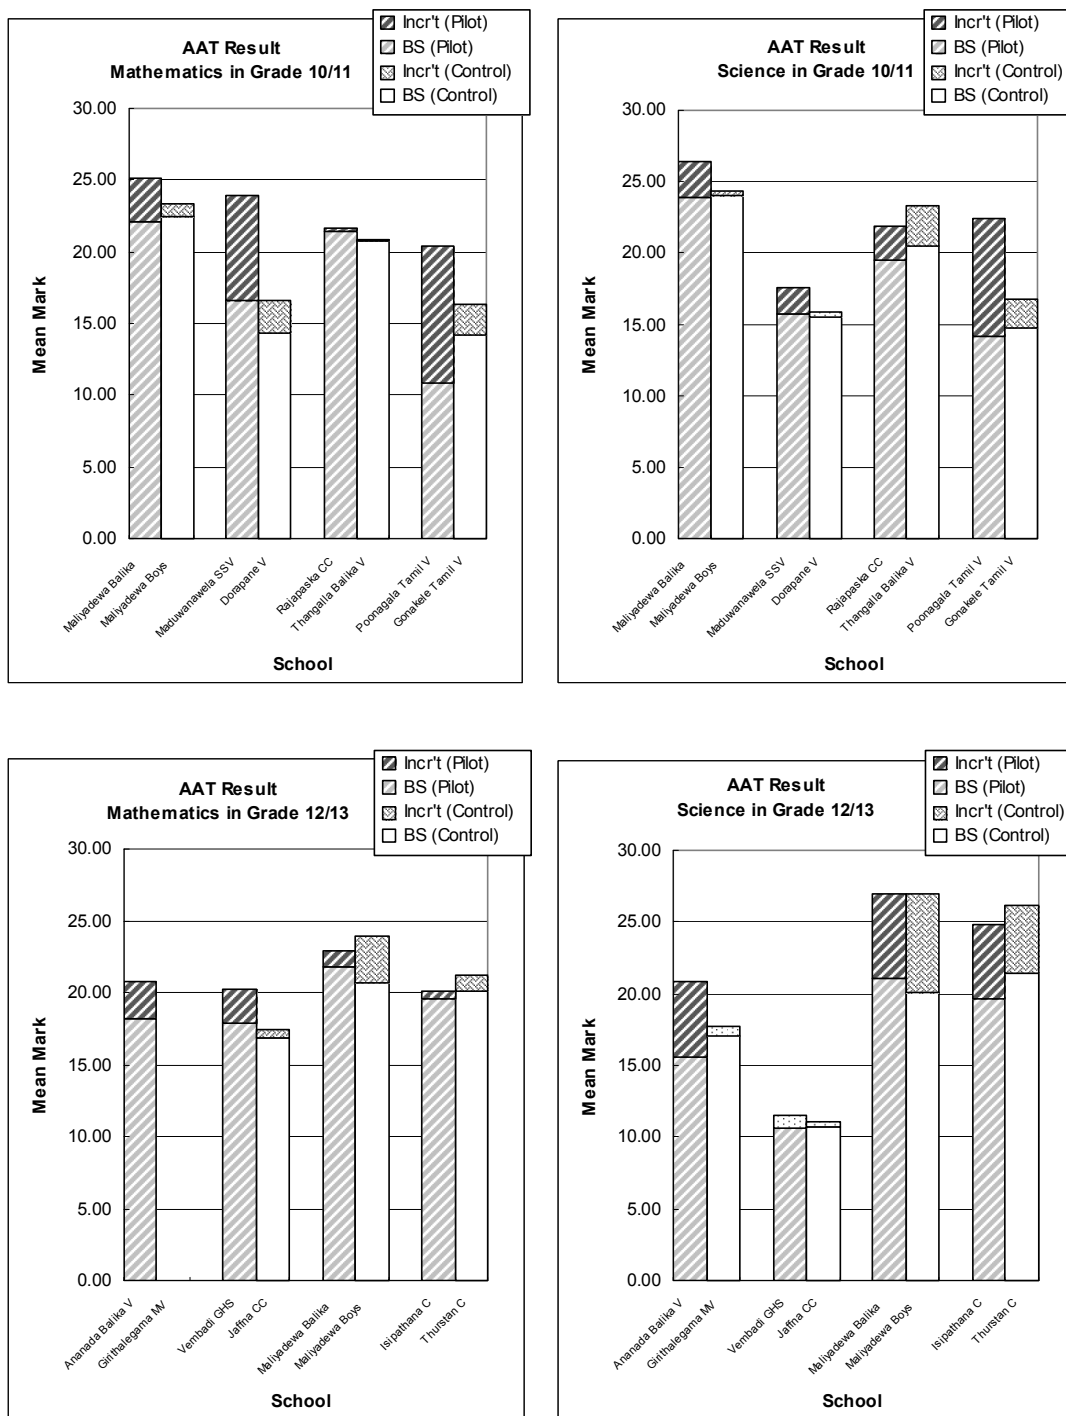 AAT Result
Mathematics in Grade 10/11
Incr't (Pilot)
BS (Pilot)
Incr't (Control)
BS (Control)
30.00
25.00
20.00
15.00
10.00
5.00
0.00
Mean Mark
Maliyadewa Balika
Maliyadewa Boys
Maduwanawela SSV
Dorapane V
Rajapaska CC
Thangalla Balika V
Poonagala Tamil V
Gonakele Tamil V
School
AAT Result
Science in Grade 10/11
Incr't (Pilot)
BS (Pilot)
Incr't (Control)
BS (Control)
30.00
25.00
20.00
15.00
10.00
5.00
0.00
Mean Mark
Maliyadewa Balika
Maliyadewa Boys
Maduwanawela SSV
Dorapane V
Rajapaska CC
Thangalla Balika V
Poonagala Tamil V
Gonakele Tamil V
School
AAT Result
Mathematics in Grade 12/13
Incr't (Pilot)
BS (Pilot)
Incr't (Control)
BS (Control)
30.00
25.00
20.00
15.00
10.00
5.00
0.00
Mean Mark
Ananada Balika V
Girithalegama MV
Vembadi GHS
Jaffna CC
Maliyadewa Balika
Maliyadewa Boys
Isipathana C
Thurstan C
School
AAT Result
Science in Grade 12/13
Incr't (Pilot)
BS (Pilot)
Incr't (Control)
BS (Control)
30.00
25.00
20.00
15.00
10.00
5.00
0.00
Mean Mark
Ananada Balika V
Girithalegama MV
Vembadi GHS
Jaffna CC
Maliyadewa Balika
Maliyadewa Boys
Isipathana C
Thurstan C
School